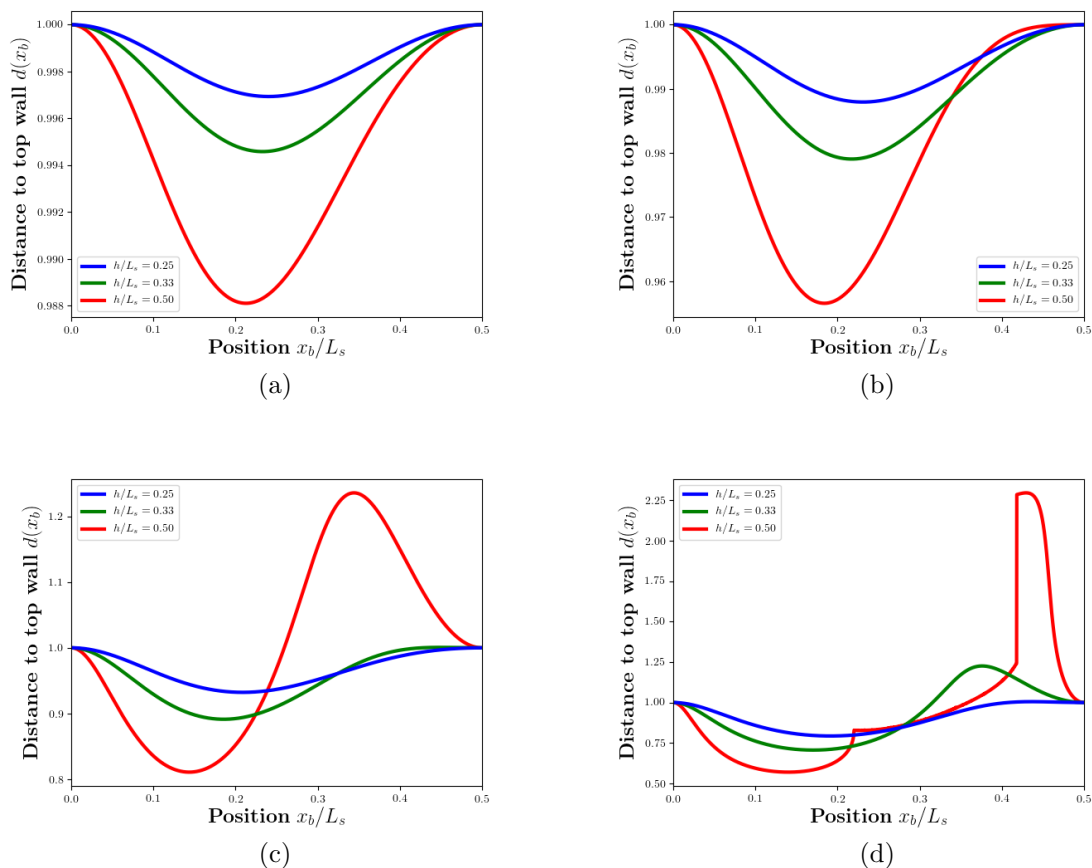 1.000
0.998
0.996
0.994
0.992
0.990
0.988
Distance to top wall d(x_b)
h/L_s = 0.25
h/L_s = 0.33
h/L_s = 0.50
0.0 0.1 0.2 0.3 0.4 0.5
Position x_b/L_s
(a)
1.00
0.99
0.98
0.97
0.96
Distance to top wall d(x_b)
h/L_s = 0.25
h/L_s = 0.33
h/L_s = 0.50
0.0 0.1 0.2 0.3 0.4 0.5
Position x_b/L_s
(b)
1.2
1.1
1.0
0.9
0.8
Distance to top wall d(x_b)
h/L_s = 0.25
h/L_s = 0.33
h/L_s = 0.50
0.0 0.1 0.2 0.3 0.4 0.5
Position x_b/L_s
(c)
2.25
2.00
1.75
1.50
1.25
1.00
0.75
0.50
Distance to top wall d(x_b)
h/L_s = 0.25
h/L_s = 0.33
h/L_s = 0.50
0.0 0.1 0.2 0.3 0.4 0.5
Position x_b/L_s
(d)